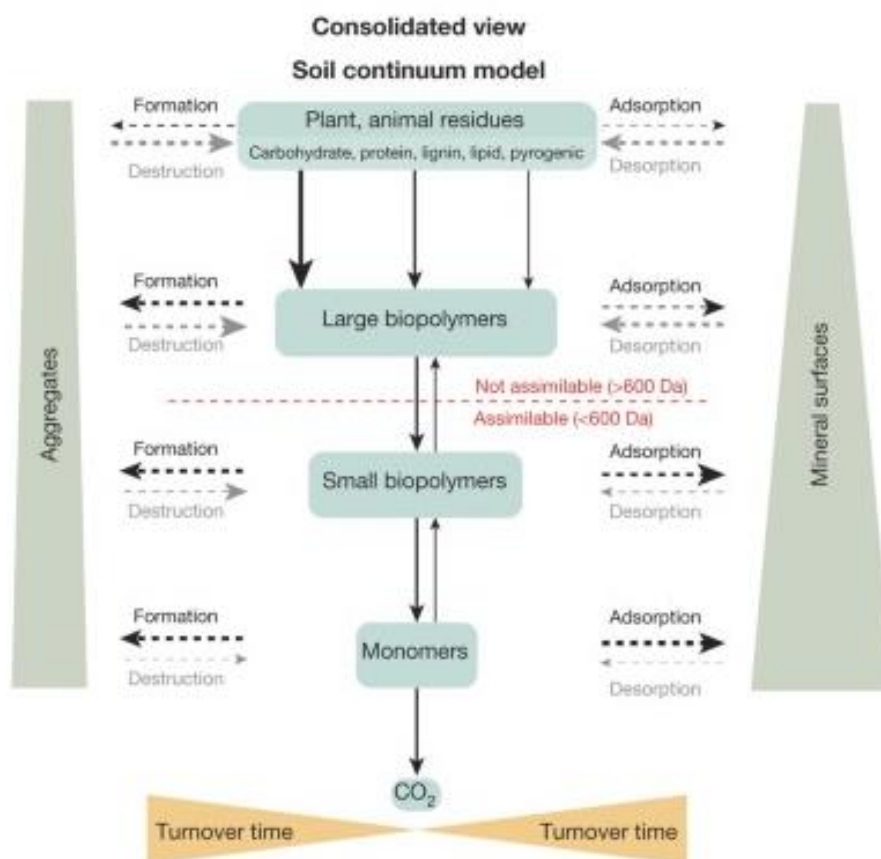 Consolidated view
Soil continuum model
Formation
Adsorption
Plant, animal residues
Carbohydrate, protein, lignin, lipid, pyrogenic
Destruction
Desorption
Formation
Adsorption
Large biopolymers
Destruction
Desorption
Not assimilable (>600 Da)
Assimilable (<600 Da)
Aggregates
Mineral surfaces
Formation
Adsorption
Small biopolymers
Destruction
Desorption
Formation
Adsorption
Monomers
Destruction
Desorption
CO₂
Turnover time
Turnover time